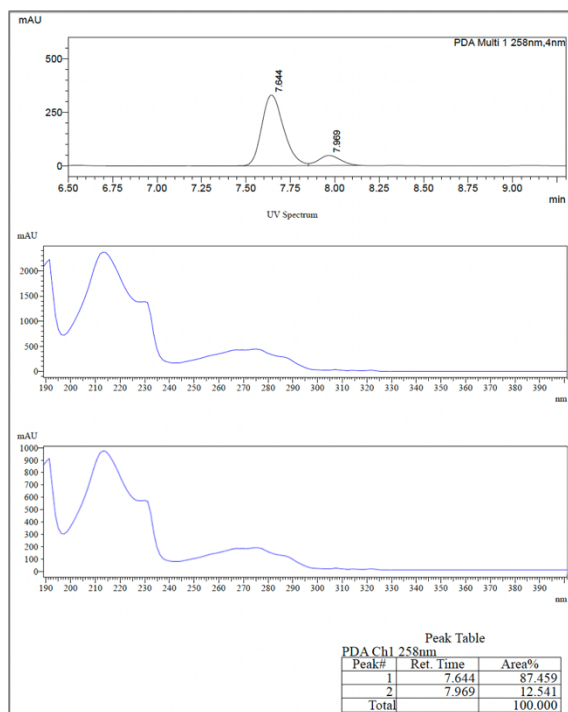 mAU
PDA Multi 1 258nm,4nm
500
250
0
7.644
7.969
6.50 6.75 7.00 7.25 7.50 7.75 8.00 8.25 8.50 8.75 9.00
min
UV Spectrum
mAU
2000
1500
1000
500
0
190 200 210 220 230 240 250 260 270 280 290 300 310 320 330 340 350 360 370 380 390
nm
mAU
1000
900
800
700
600
500
400
300
200
100
0
190 200 210 220 230 240 250 260 270 280 290 300 310 320 330 340 350 360 370 380 390
nm
Peak Table
PDA Ch1 258nm
Peak# Ret. Time Area%
1 7.644 87.459
2 7.969 12.541
Total 100.000